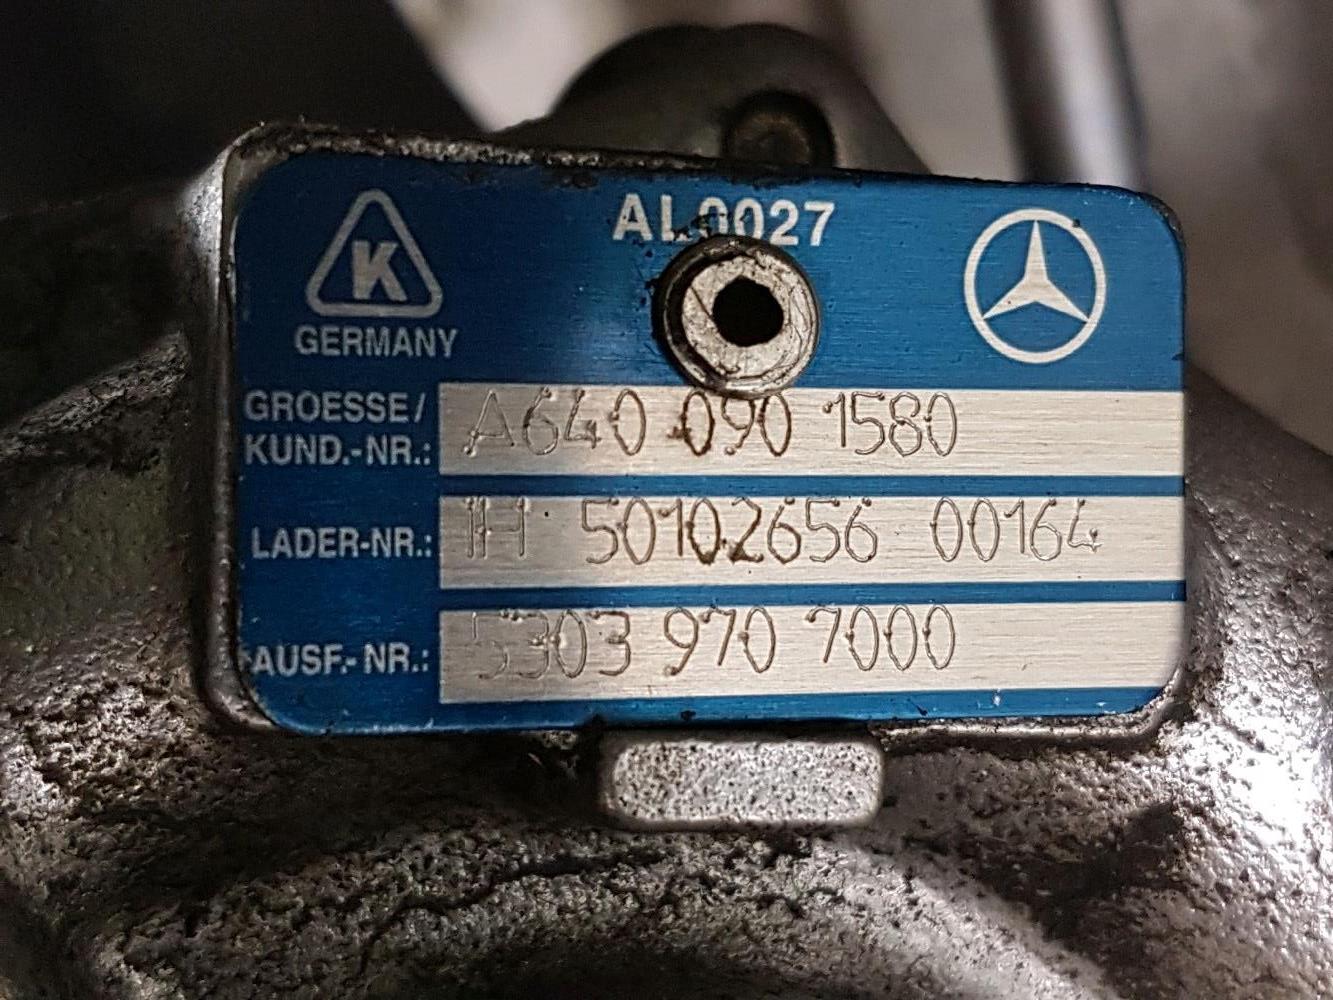 AL0027
K
GERMANY
GROESSE/
KUND.-NR.: A640 090 1580
LADER-NR.: 1H 50102656 00164
AUSF.-NR.: 5303 970 7000